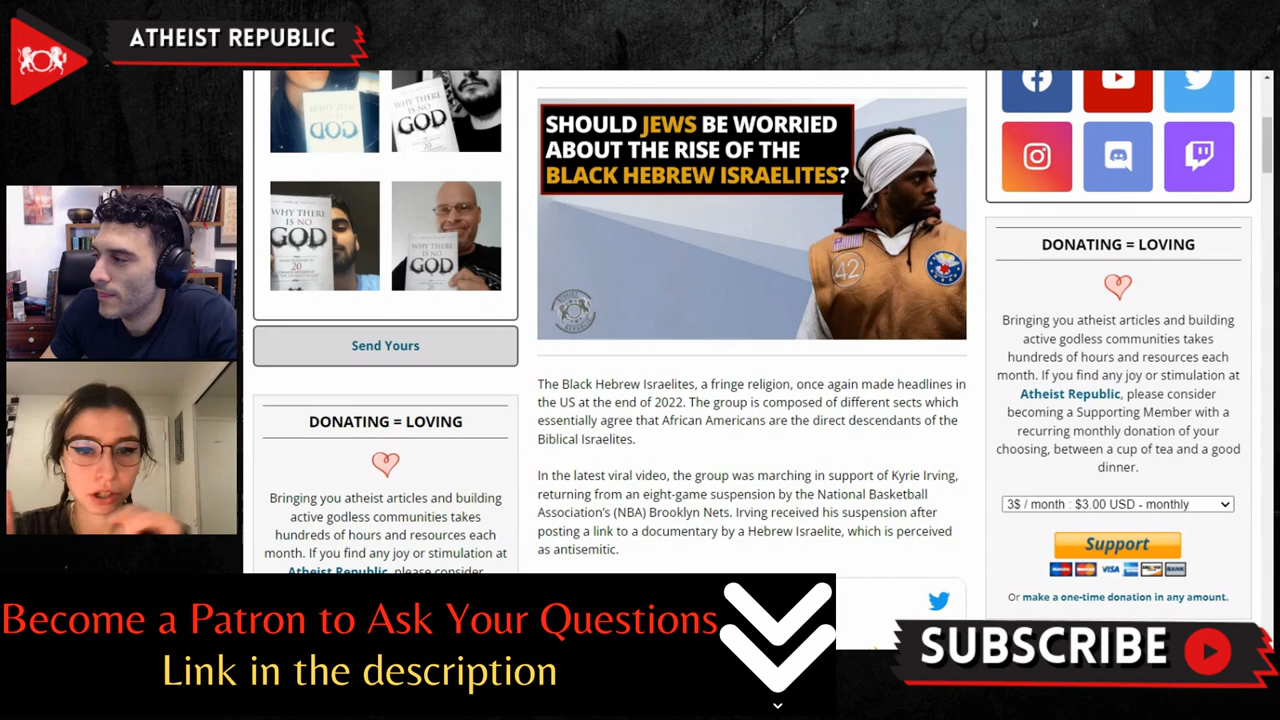 ATHEIST REPUBLIC
WHY THERE
IS NO
GOD
WHY THERE
IS NO
GOD
20
WHY THERE
IS NO
GOD
Send Yours
DONATING = LOVING
Bringing you atheist articles and building
active godless communities takes
hundreds of hours and resources each
month. If you find any joy or stimulation at
Atheist Republic, please consider
SHOULD JEWS BE WORRIED
ABOUT THE RISE OF THE
BLACK HEBREW ISRAELITES?
42
ATHEIST
REPUBLIC
The Black Hebrew Israelites, a fringe religion, once again made headlines in
the US at the end of 2022. The group is composed of different sects which
essentially agree that African Americans are the direct descendants of the
Biblical Israelites.
In the latest viral video, the group was marching in support of Kyrie Irving,
returning from an eight-game suspension by the National Basketball
Association's (NBA) Brooklyn Nets. Irving received his suspension after
posting a link to a documentary by a Hebrew Israelite, which is perceived
as antisemitic.
DONATING = LOVING
Bringing you atheist articles and building
active godless communities takes
hundreds of hours and resources each
month. If you find any joy or stimulation at
Atheist Republic, please consider
becoming a Supporting Member with a
recurring monthly donation of your
choosing, between a cup of tea and a good
dinner.
3$ / month : $3.00 USD - monthly
Support
VISA
BANK
Or make a one-time donation in any amount.
Become a Patron to Ask Your Questions
Link in the description
SUBSCRIBE